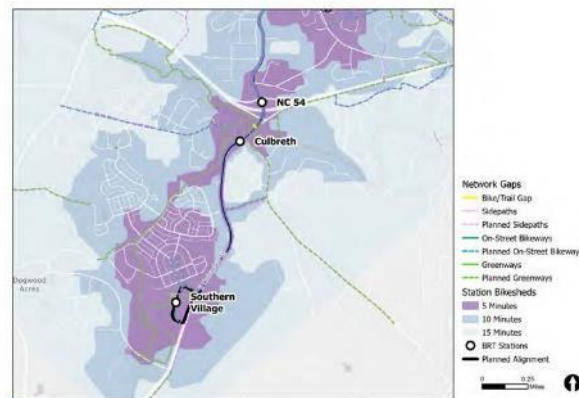 NC 54
Culbreth
Dogwood
Acres
Southern
Village
Network Gaps
Bike/Trail Gap
Sidepaths
Planned Sidepaths
On-Street Bikeways
Planned On-Street Bikeway
Greenways
Planned Greenways
Station Bikesheds
5 Minutes
10 Minutes
15 Minutes
BRT Stations
Planned Alignment
0 0.25
Miles